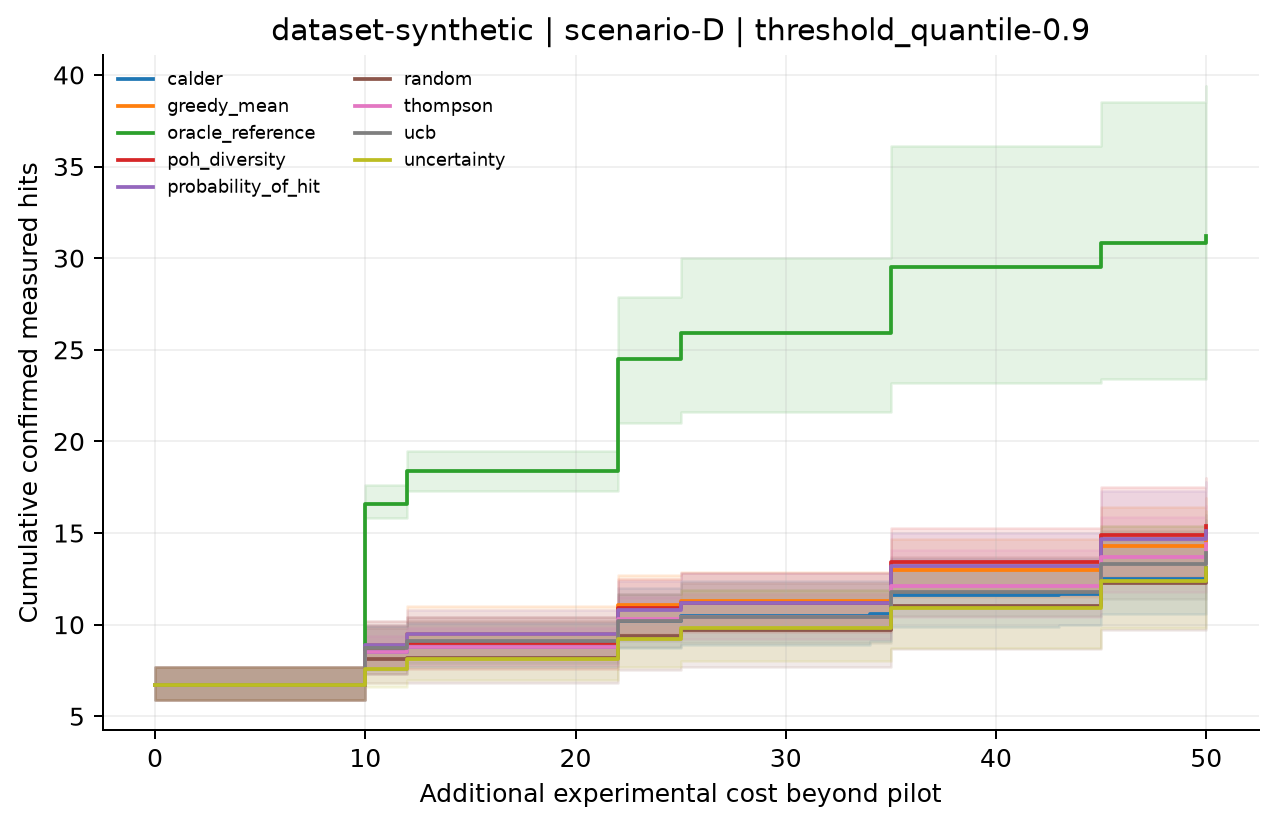 dataset-synthetic | scenario-D | threshold_quantile-0.9
calder
greedy_mean
oracle_reference
poh_diversity
probability_of_hit
random
thompson
ucb
uncertainty
Cumulative confirmed measured hits
40
35
30
25
20
15
10
5
0 10 20 30 40 50
Additional experimental cost beyond pilot